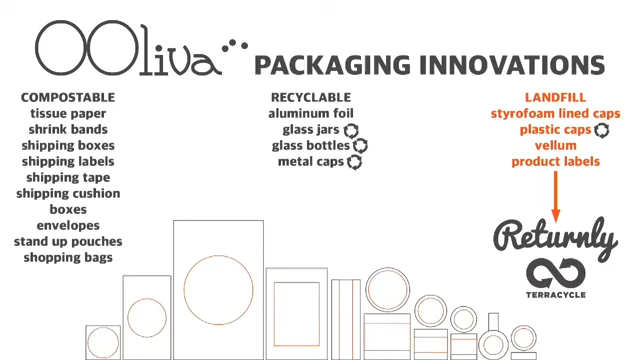 OOliva
PACKAGING INNOVATIONS
COMPOSTABLE
tissue paper
shrink bands
shipping boxes
shipping labels
shipping tape
shipping cushion
boxes
envelopes
stand up pouches
shopping bags
RECYCLABLE
aluminum foil
glass jars
glass bottles
metal caps
LANDFILL
styrofoam lined caps
plastic caps
vellum
product labels
Returnly
TERRACYCLE